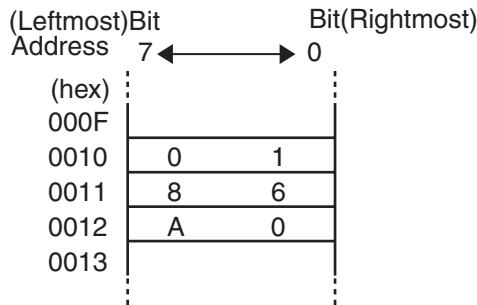 (Leftmost)Bit Bit(Rightmost)
Address 7 0
(hex)
000F
0010 0 1
0011 8 6
0012 A 0
0013